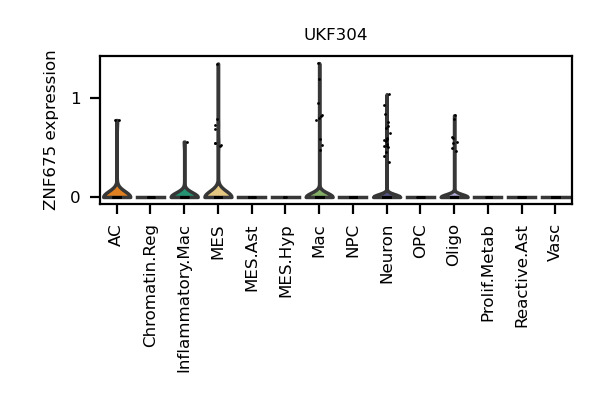 UKF304
ZNF675 expression
1
0
AC
Chromatin.Reg
Inflammatory.Mac
MES
MES.Ast
MES.Hyp
Mac
NPC
Neuron
OPC
Oligo
Prolif.Metab
Reactive.Ast
Vasc